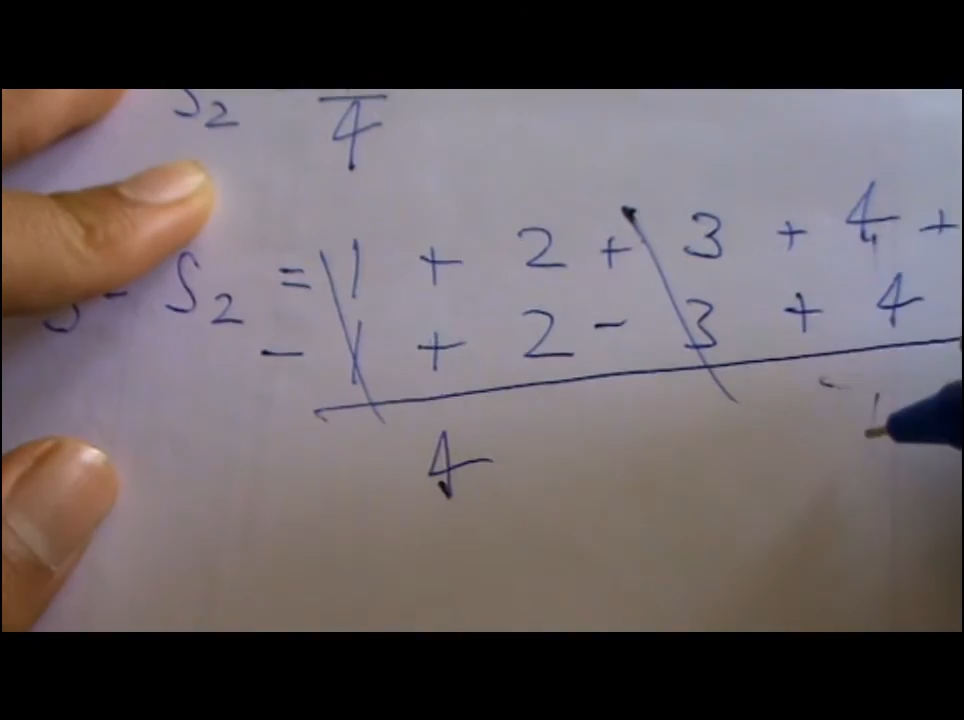 S2 4
S - S2 = 1 + 2 + 3 + 4 +
- 1 + 2 - 3 + 4
4